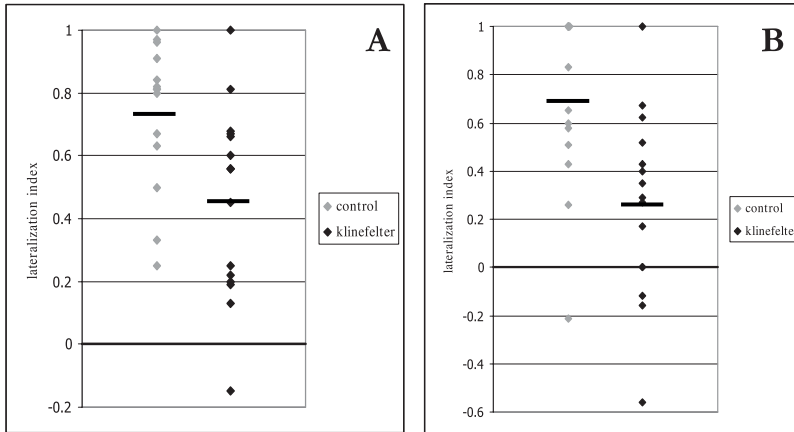 A
lateralization index
1
0.8
0.6
0.4
0.2
0
-0.2
control
klinefelter
B
lateralization index
1
0.8
0.6
0.4
0.2
0
-0.2
-0.4
-0.6
control
klinefelter